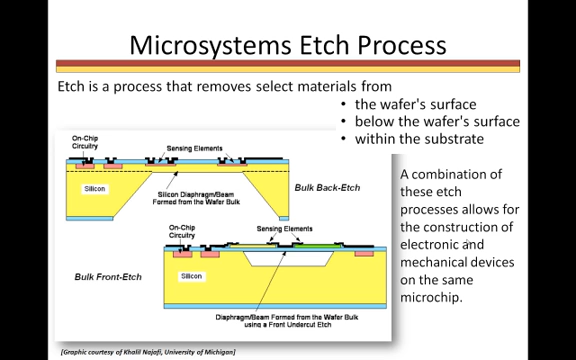 Microsystems Etch Process
Etch is a process that removes select materials from
• the wafer's surface
• below the wafer's surface
• within the substrate
On-Chip
Circuitry
Sensing Elements
Silicon
Silicon Diaphragm/Beam
Formed from the Wafer Bulk
Bulk Back-Etch
A combination of
these etch
processes allows for
the construction of
electronic and
mechanical devices
on the same
microchip.
On-Chip
Circuitry
Sensing Elements
Bulk Front-Etch
Silicon
Diaphragm/Beam Formed from the Wafer Bulk
using a Front Undercut Etch
[Graphic courtesy of Khalil Najafi, University of Michigan]